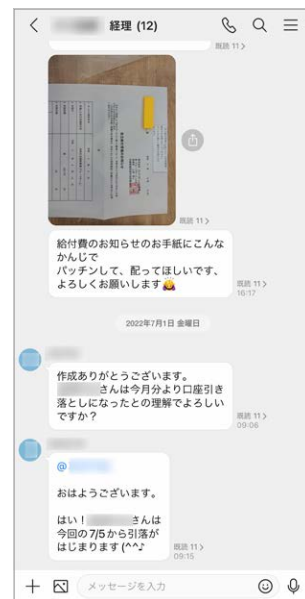 経理 (12)
既読 11
給付費のお知らせのお手紙にこんな
かんじで
パッチンして、配ってほしいです、
よろしくお願いします
既読 11
既読 11
16:17
2022年7月1日 金曜日
作成ありがとうございます。
さんは今月分より口座引き
落としになったとの理解でよろしい
ですか？
既読 11
09:06
@
おはようございます。
はい！
さんは
今回の7/5から引落が
はじまります(^^♪
既読 11
09:15
メッセージを入力